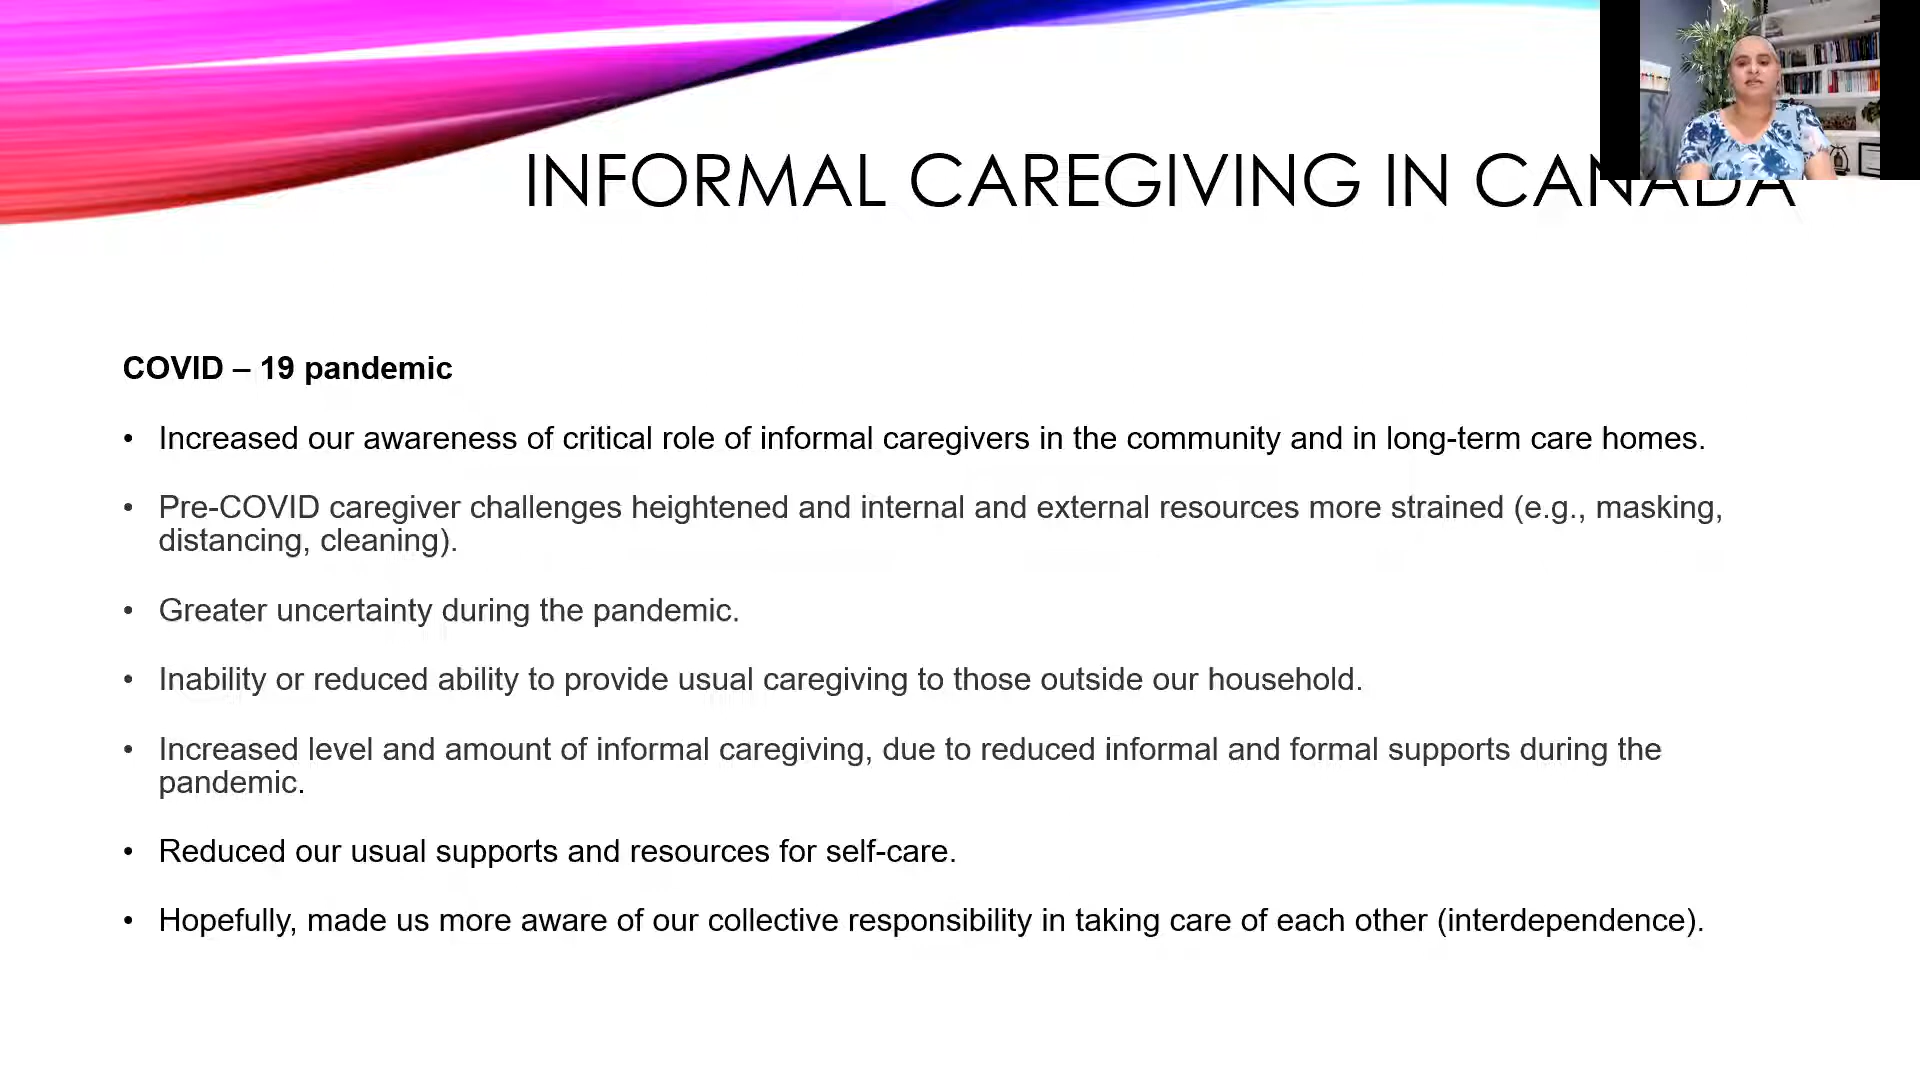 INFORMAL CAREGIVING IN CANADA
COVID – 19 pandemic
• Increased our awareness of critical role of informal caregivers in the community and in long-term care homes.
• Pre-COVID caregiver challenges heightened and internal and external resources more strained (e.g., masking,
distancing, cleaning).
• Greater uncertainty during the pandemic.
• Inability or reduced ability to provide usual caregiving to those outside our household.
• Increased level and amount of informal caregiving, due to reduced informal and formal supports during the
pandemic.
• Reduced our usual supports and resources for self-care.
• Hopefully, made us more aware of our collective responsibility in taking care of each other (interdependence).